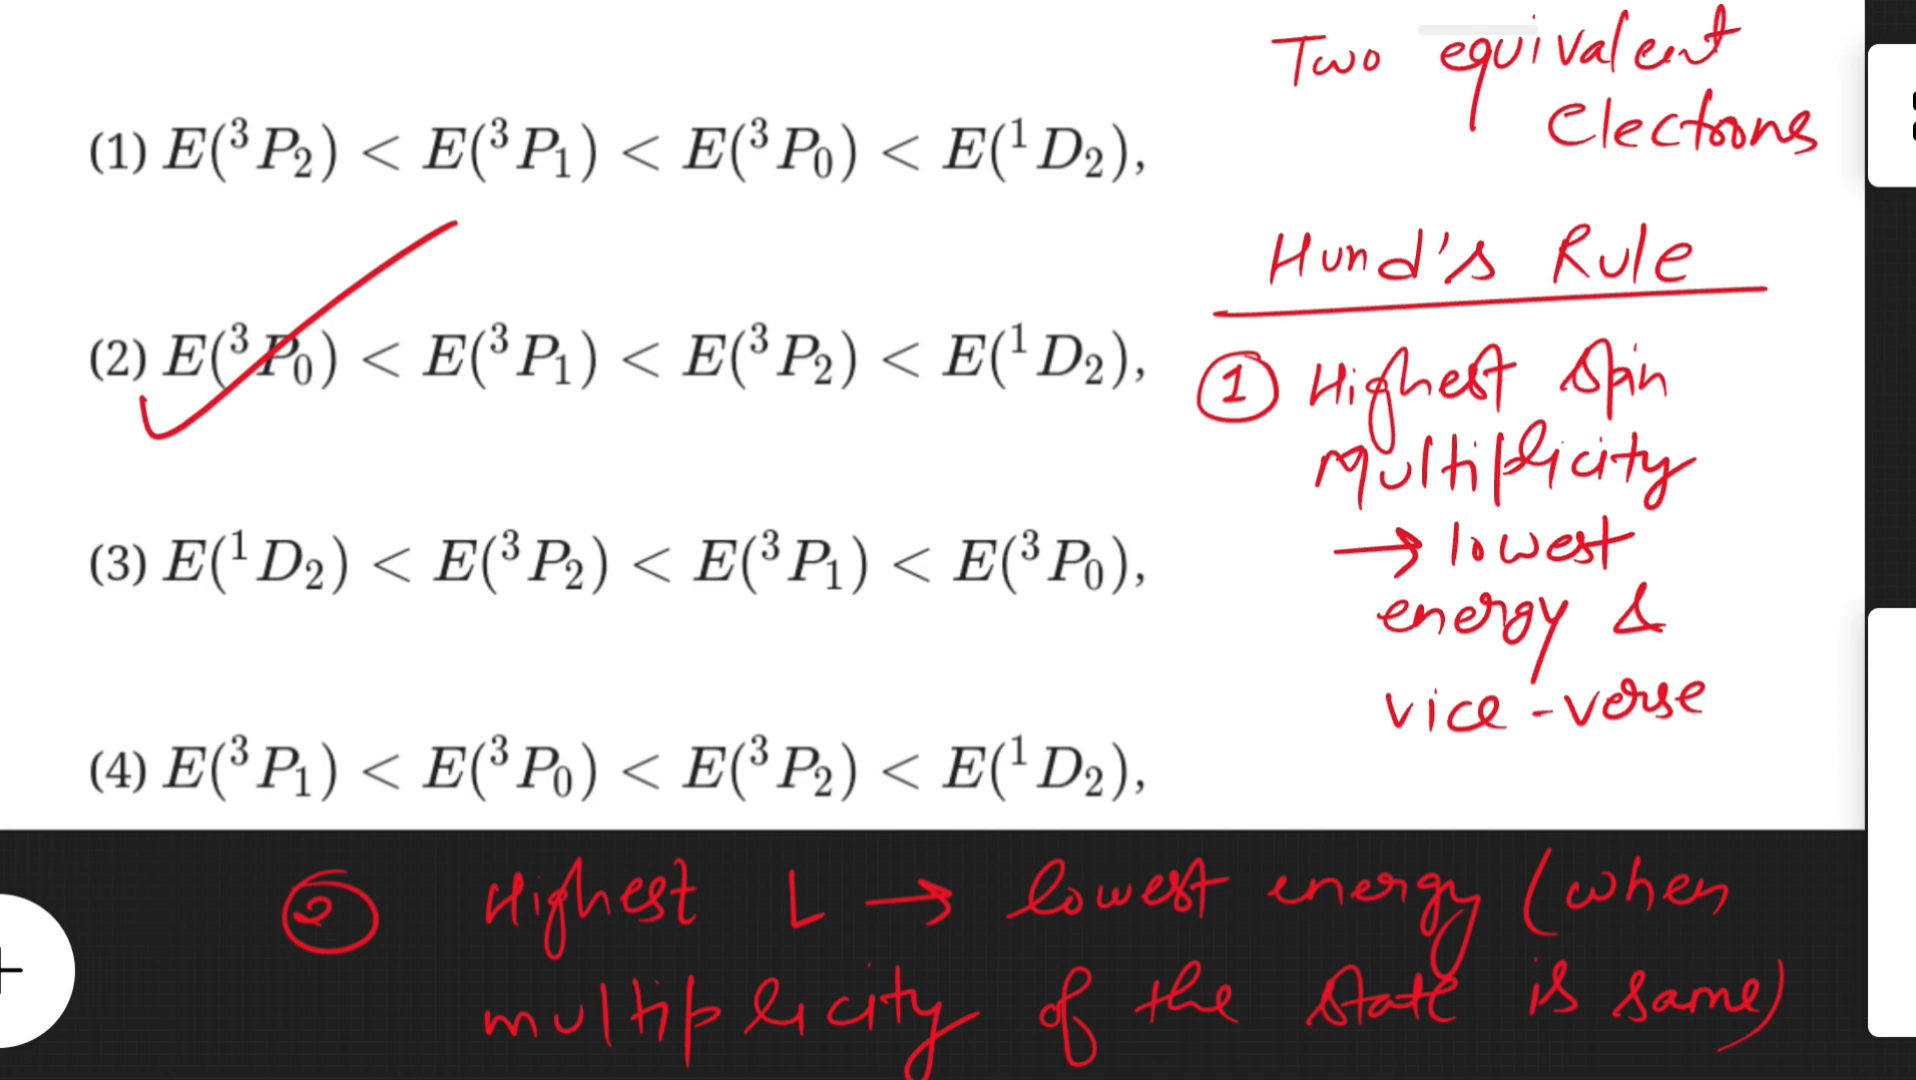 Two equivalent
Electrons
(1) E(³P₂) < E(³P₁) < E(³P₀) < E(¹D₂),
(2) E(³P₀) < E(³P₁) < E(³P₂) < E(¹D₂),
(3) E(¹D₂) < E(³P₂) < E(³P₁) < E(³P₀),
(4) E(³P₁) < E(³P₀) < E(³P₂) < E(¹D₂),
Hund's Rule
① Highest Spin
Multiplicity
→ lowest
energy &
vice-verse
② Highest L → lowest energy (when
multiplicity of the state is same)